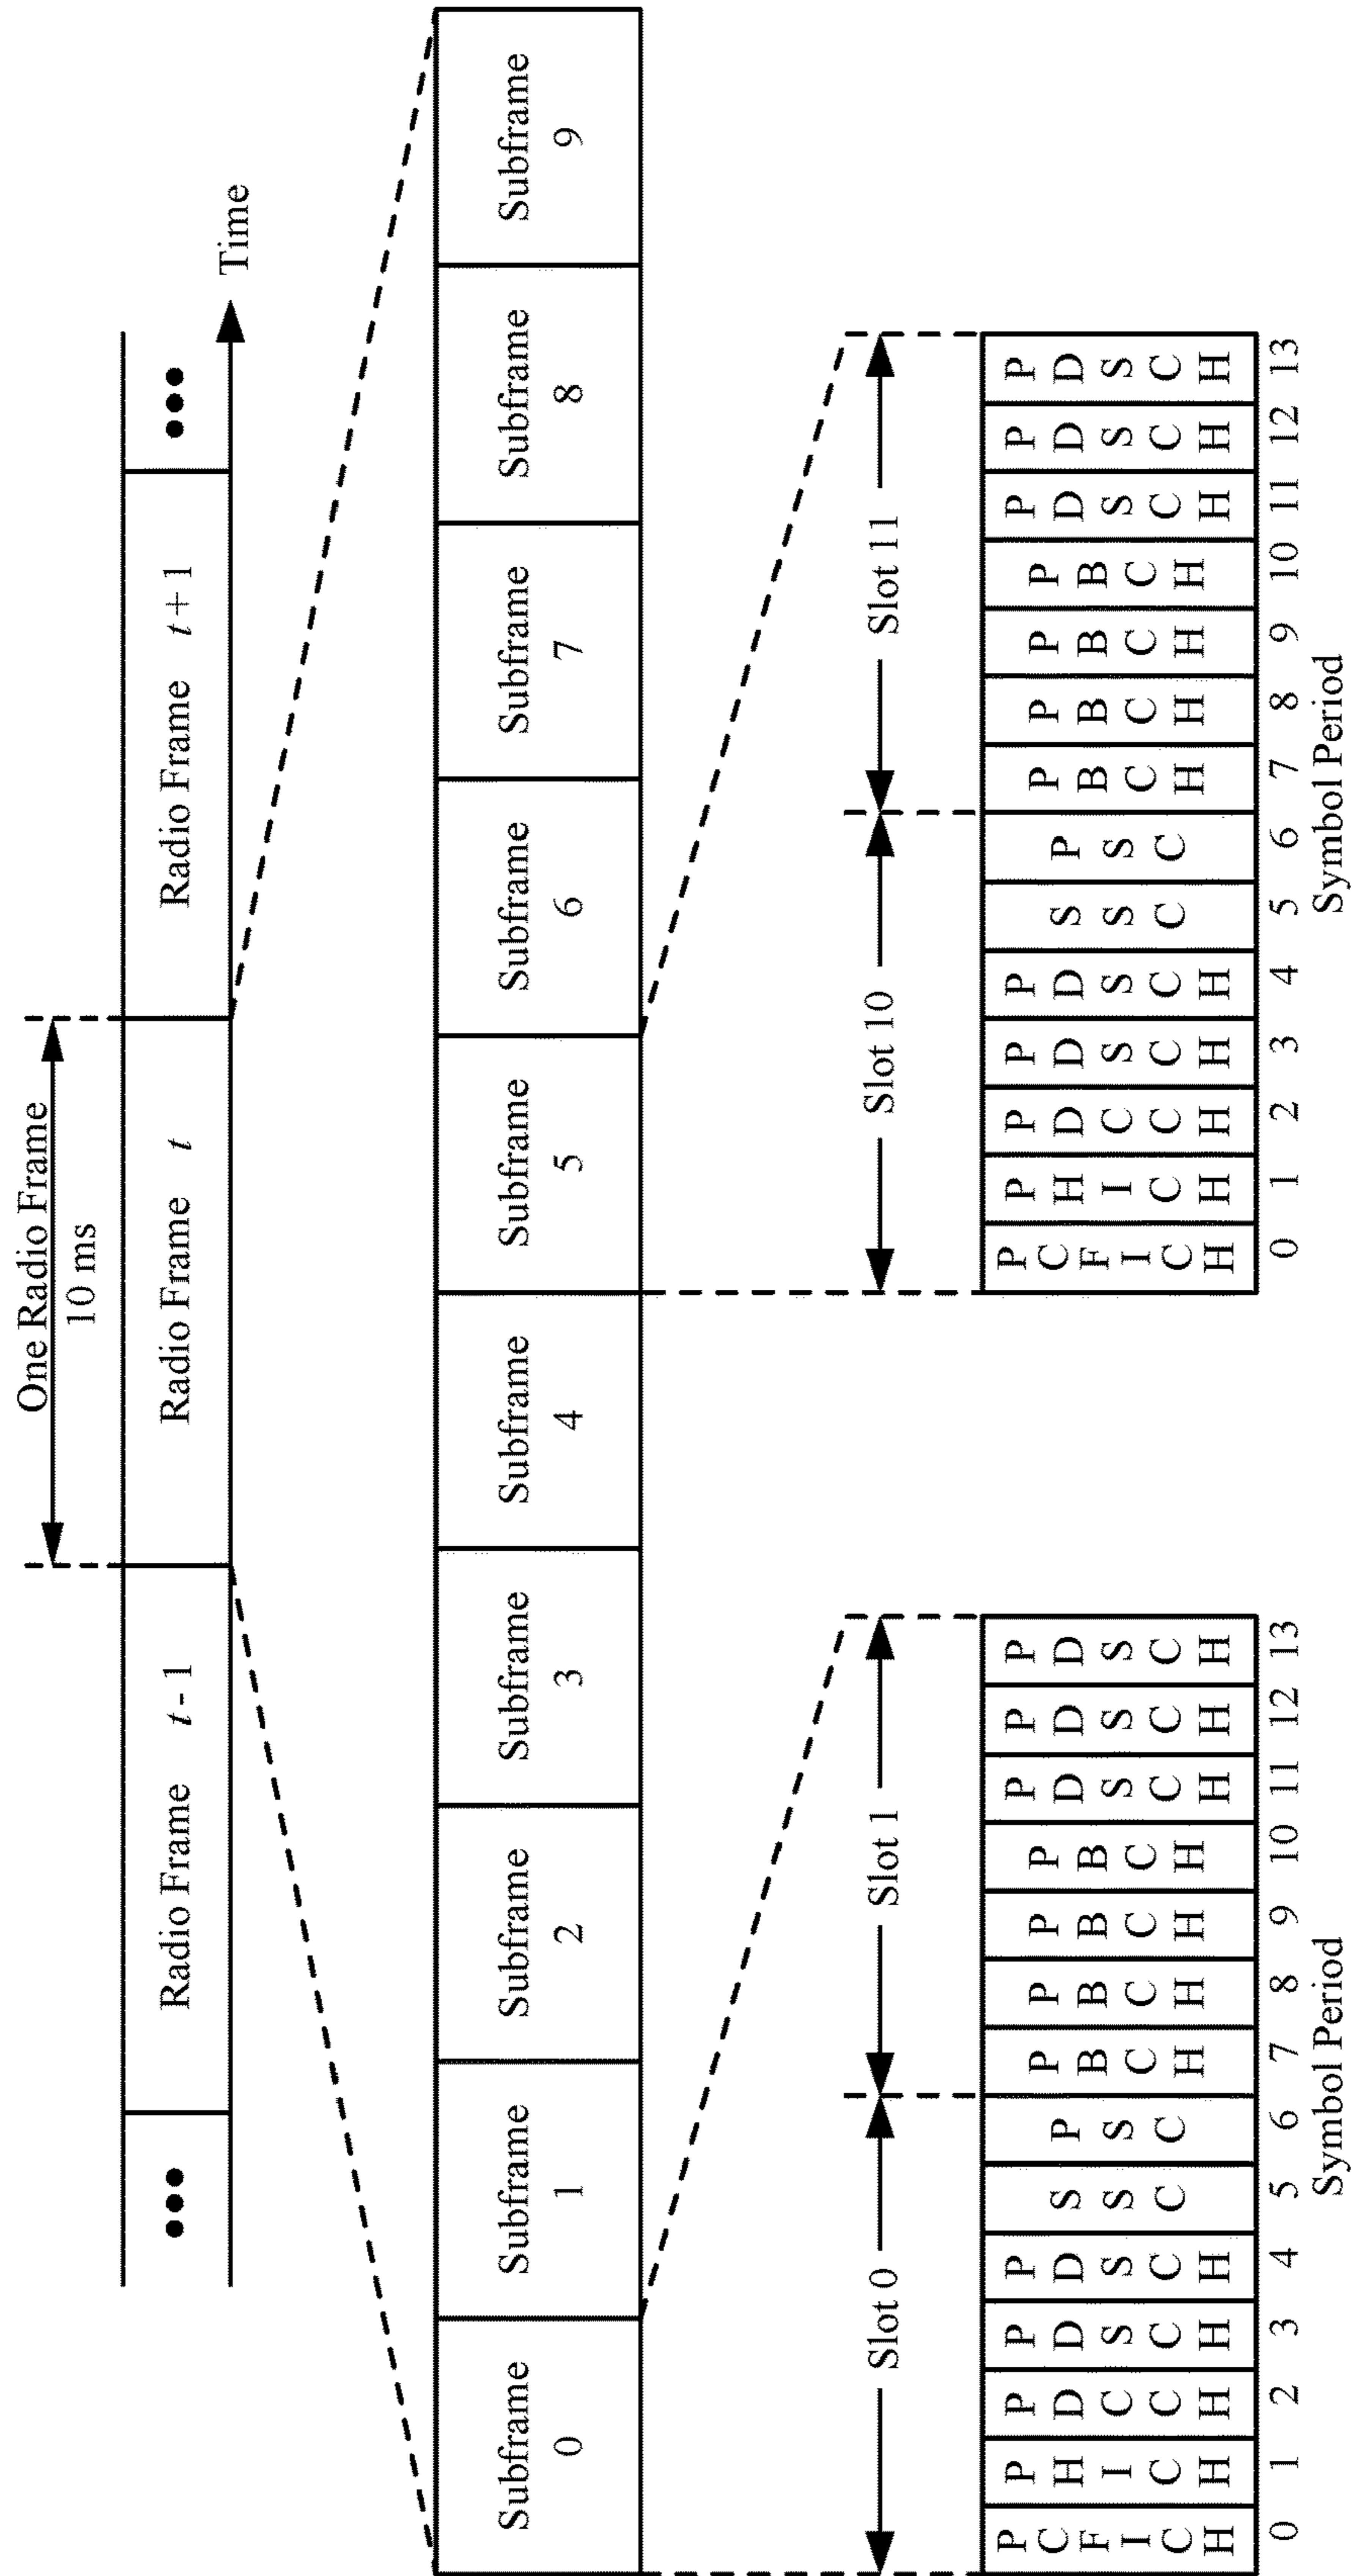 One Radio Frame
10 ms
Radio Frame t-1
Radio Frame t
Radio Frame t+1
Time
Subframe
0
Subframe
1
Subframe
2
Subframe
3
Subframe
4
Subframe
5
Subframe
6
Subframe
7
Subframe
8
Subframe
9
Slot 0
Slot 1
PCFICH
PHICH
PDCCH
PDSCH
PDSCH
SSC
PSC
PBCH
PBCH
PBCH
PBCH
PDSCH
PDSCH
PDSCH
0 1 2 3 4 5 6 7 8 9 10 11 12 13
Symbol Period
Slot 10
Slot 11
PCFICH
PHICH
PDCCH
PDSCH
PDSCH
SSC
PSC
PBCH
PBCH
PBCH
PBCH
PDSCH
PDSCH
PDSCH
0 1 2 3 4 5 6 7 8 9 10 11 12 13
Symbol Period